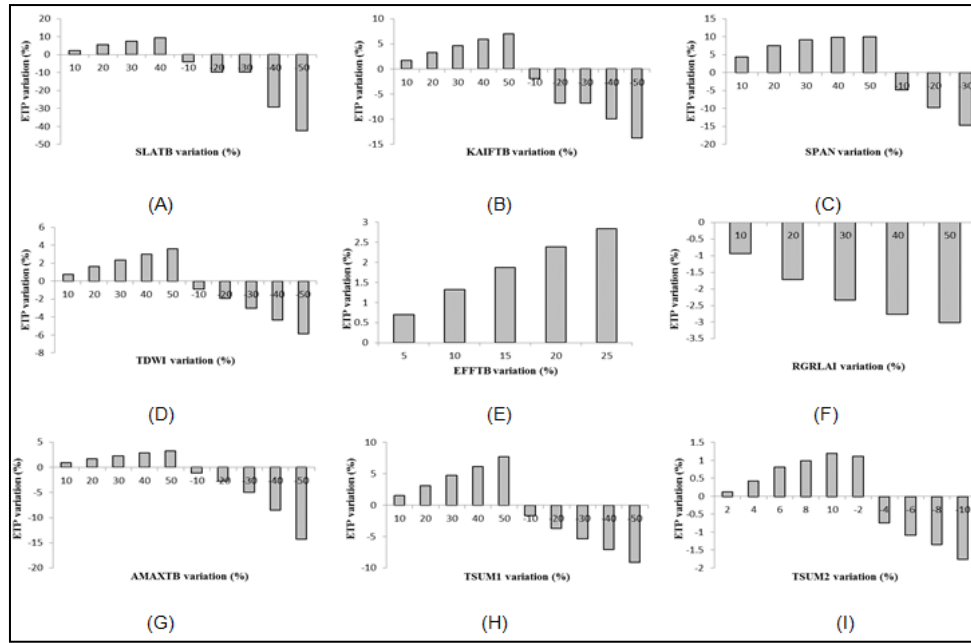 ETP variation (%)
20
10
0
-10
-20
-30
-40
-50
10 20 30 40 50 -10 -20 -30 -40 -50
SLATB variation (%)
(A)
ETP variation (%)
10
5
0
-5
-10
-15
10 20 30 40 50 -10 -20 -30 -40 -50
KAIFTB variation (%)
(B)
ETP variation (%)
15
10
5
0
-5
-10
-15
-20
10 20 30 40 50 -10 -20 -30
SPAN variation (%)
(C)
ETP variation (%)
6
4
2
0
-2
-4
-6
-8
10 20 30 40 50 -10 -20 -30 -40 -50
TDWI variation (%)
(D)
ETP variation (%)
3
2.5
2
1.5
1
0.5
0
5 10 15 20 25
EFFTB variation (%)
(E)
ETP variation (%)
0
-0.5
-1
-1.5
-2
-2.5
-3
-3.5
10 20 30 40 50
RGRLAI variation (%)
(F)
ETP variation (%)
5
0
-5
-10
-15
-20
10 20 30 40 50 -10 -20 -30 -40 -50
AMAXTB variation (%)
(G)
ETP variation (%)
10
5
0
-5
-10
10 20 30 40 50 -10 -20 -30 -40 -50
TSUM1 variation (%)
(H)
ETP variation (%)
1.5
1
0.5
0
-0.5
-1
-1.5
-2
2 4 6 8 10 -2 -4 -6 -8 -10
TSUM2 variation (%)
(I)